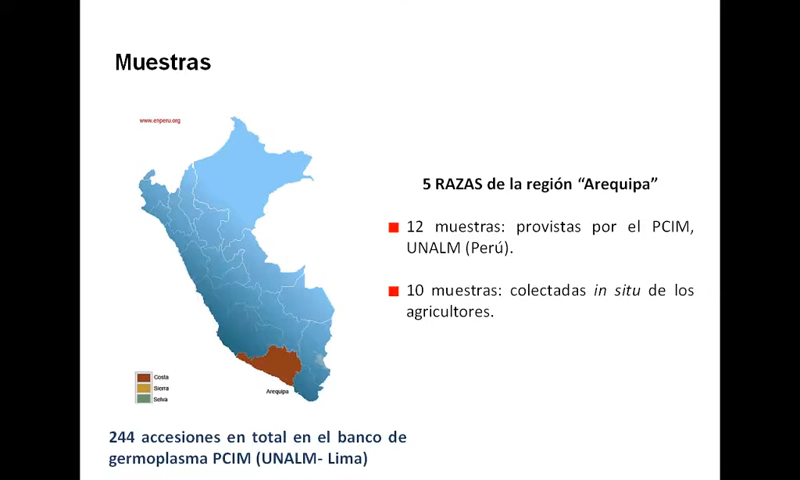 Muestras
www.enperu.org
5 RAZAS de la región “Arequipa”
12 muestras: provistas por el PCIM,
UNALM (Perú).
10 muestras: colectadas in situ de los
agricultores.
Costa
Sierra
Selva
Arequipa
244 accesiones en total en el banco de
germoplasma PCIM (UNALM- Lima)